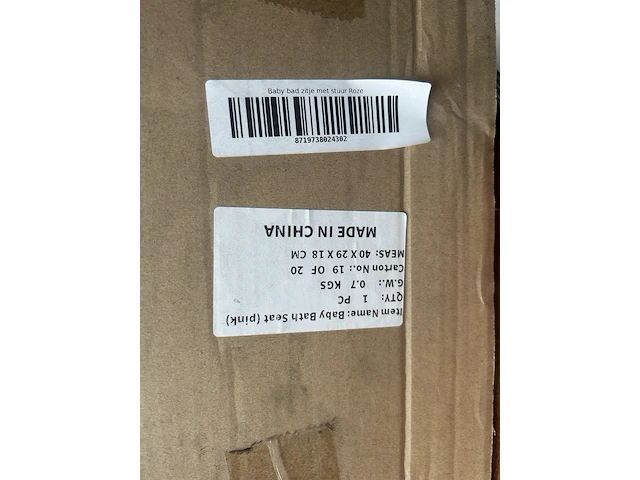 Baby bad zitje met stuur Roze
8719738024302
Item Name: Baby Bath Seat (pink)
QTY: 1 PC
G.W.: 0.7 KGS
Carton No.: 19 OF 20
MEAS: 40 X 29 X 18 CM
MADE IN CHINA